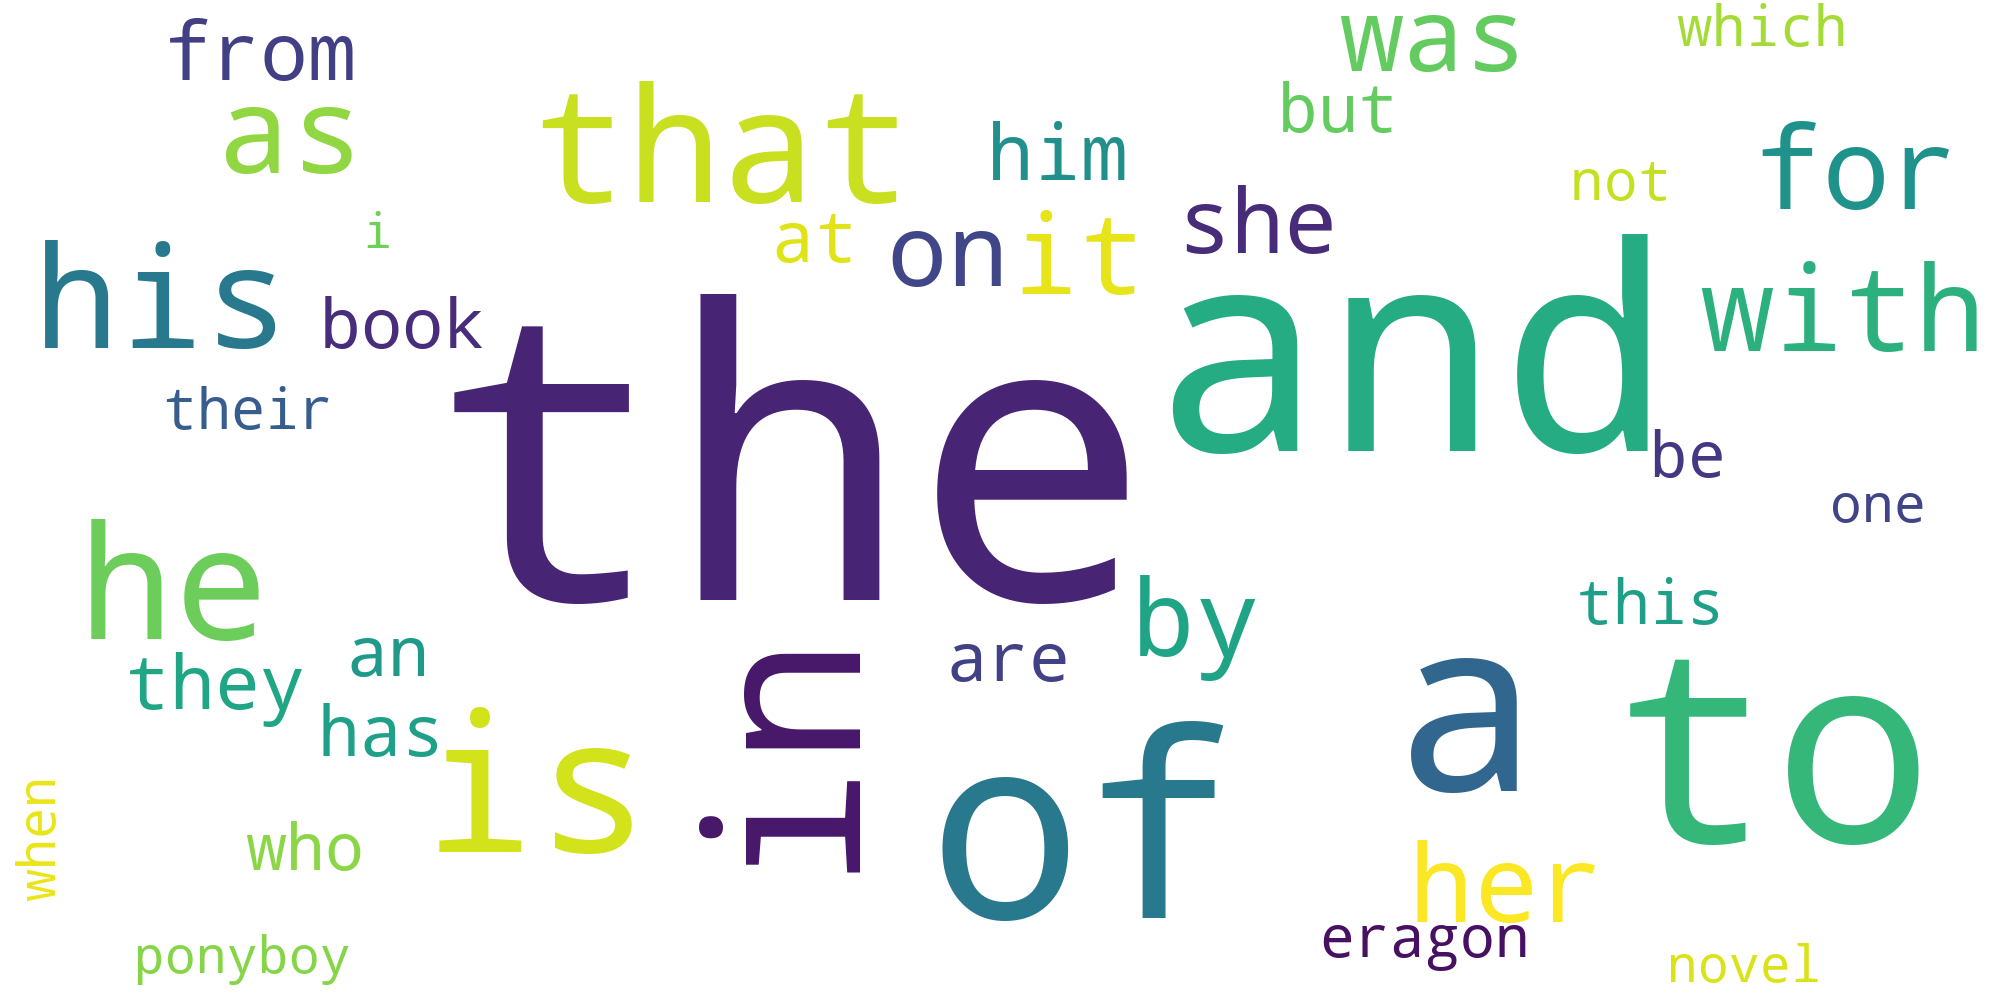 from
was
which
as
that
but
him
for
i
at
on
it
she
not
his
book
the
and
with
their
be
one
he
by
this
they
an
are
has
is
in
of
a
to
when
who
her
eragon
ponyboy
novel